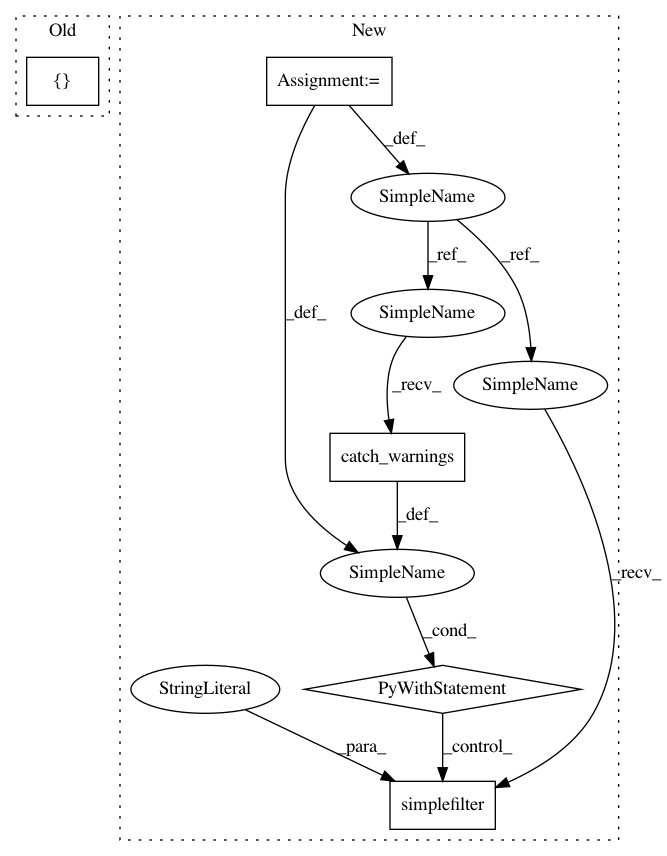 Old
New
{}
Assignment:=
_def_
SimpleName
_ref_
_ref_
_def_
SimpleName
SimpleName
_recv_
catch_warnings
_def_
SimpleName
_recv_
_cond_
StringLiteral
PyWithStatement
_para_
_control_
simplefilter